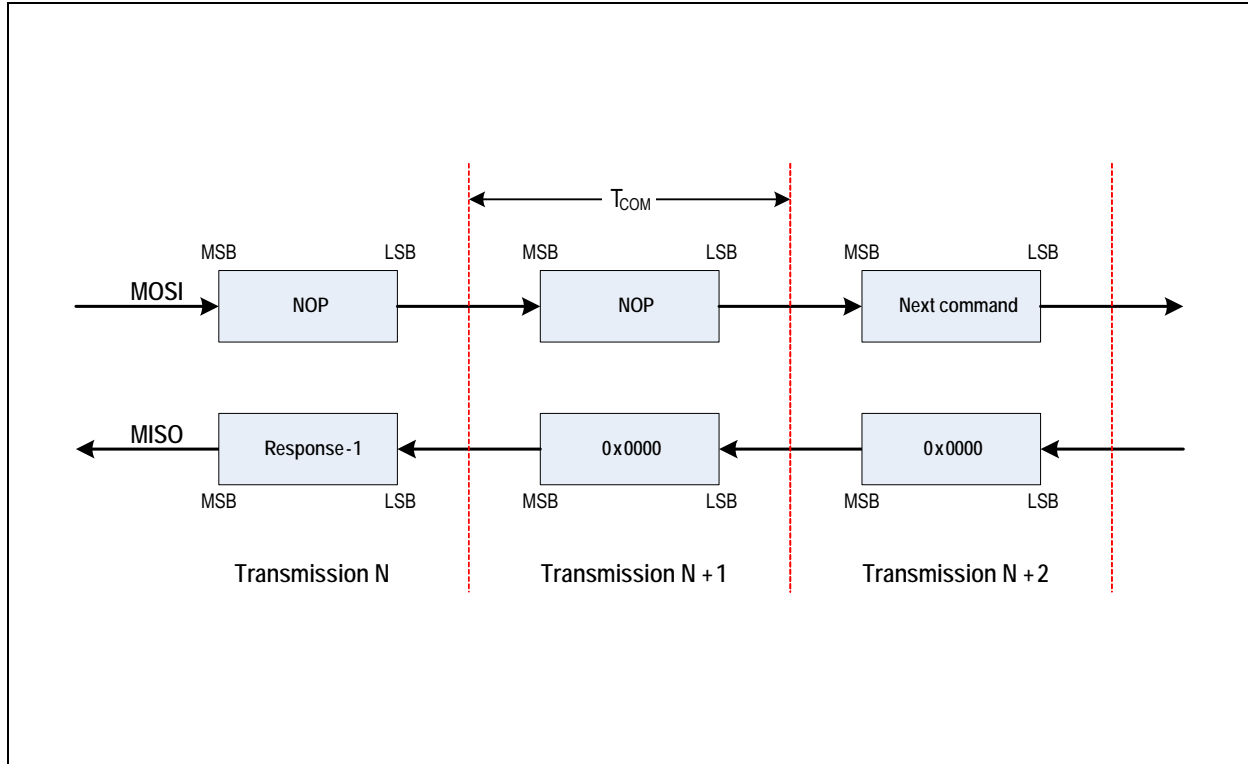 TCOM
MSB LSB MSB LSB MSB LSB
MOSI NOP NOP Next command
MISO Response-1 0x0000 0x0000
MSB LSB MSB LSB MSB LSB
Transmission N Transmission N+1 Transmission N+2